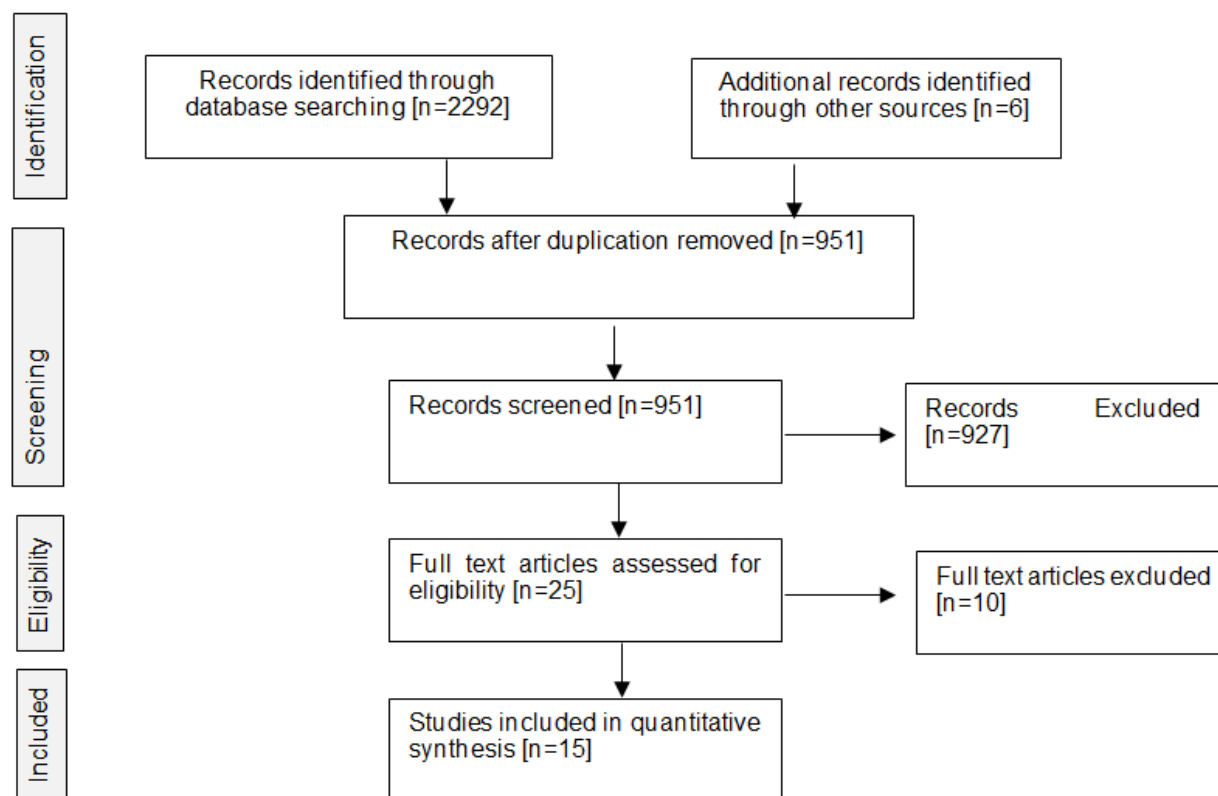 Identification
Records identified through
database searching [n=2292]
Additional records identified
through other sources [n=6]
Records after duplication removed [n=951]
Screening
Records screened [n=951]
Records Excluded
[n=927]
Eligibility
Full text articles assessed for
eligibility [n=25]
Full text articles excluded
[n=10]
Included
Studies included in quantitative
synthesis [n=15]